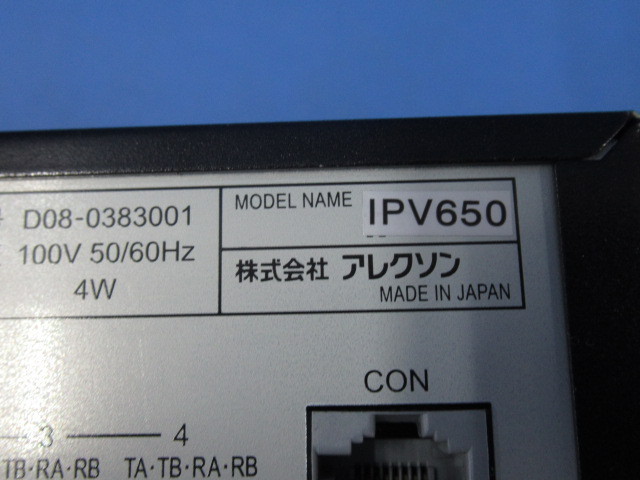 D08-0383001
100V 50/60Hz
4W
MODEL NAME IPV650
株式会社 アレクソン
MADE IN JAPAN
CON
3 4
TB・RA・RB TA・TB・RA・RB